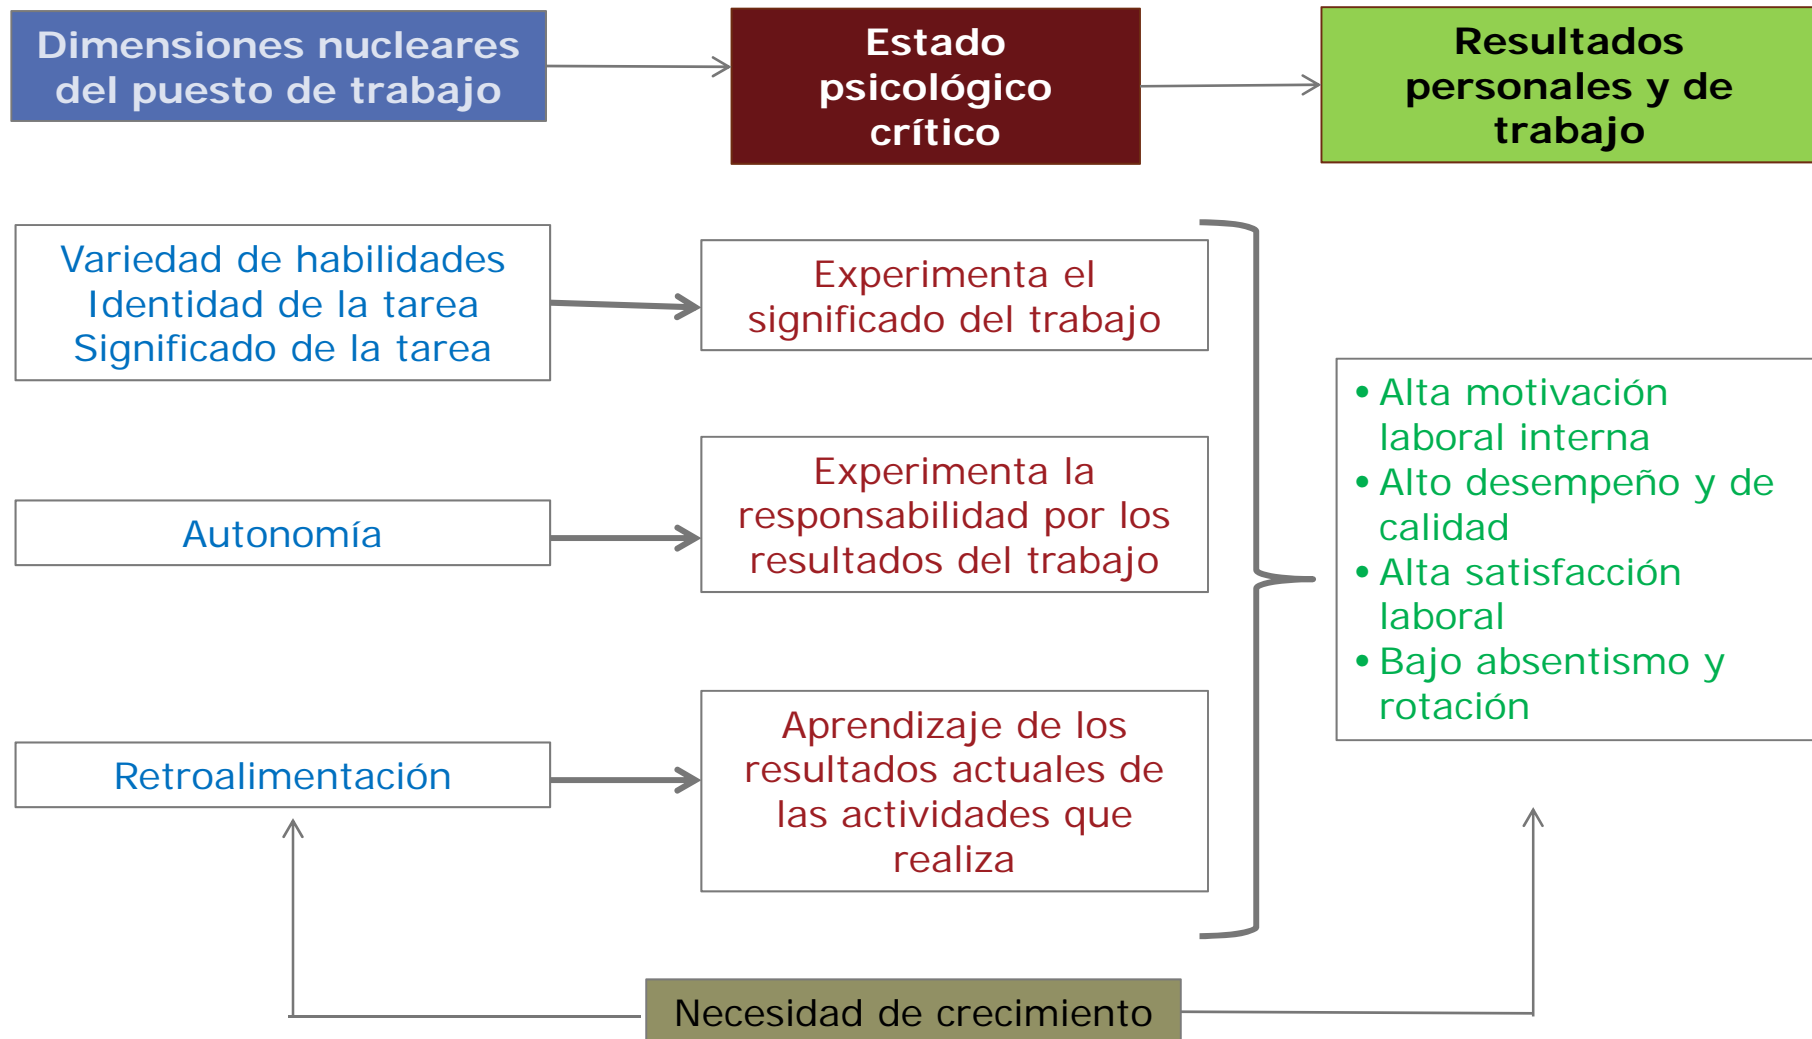 Dimensiones nucleares
del puesto de trabajo
Estado
psicológico
crítico
Resultados
personales y de
trabajo
Variedad de habilidades
Identidad de la tarea
Significado de la tarea
Experimenta el
significado del trabajo
Autonomía
Experimenta la
responsabilidad por los
resultados del trabajo
Retroalimentación
Aprendizaje de los
resultados actuales de
las actividades que
realiza
• Alta motivación
laboral interna
• Alto desempeño y de
calidad
• Alta satisfacción
laboral
• Bajo absentismo y
rotación
Necesidad de crecimiento